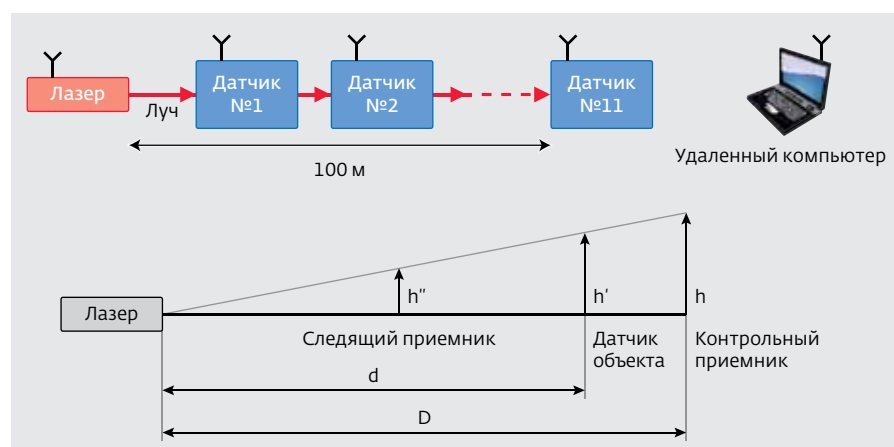 Лазер
Луч
Датчик
№1
Датчик
№2
Датчик
№11
100 м
Удаленный компьютер
Лазер
h″
h′
h
Следящий приемник
Датчик
объекта
Контрольный
приемник
d
D